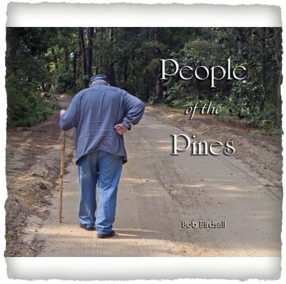 People
of the
Pines
Bob Birdsall